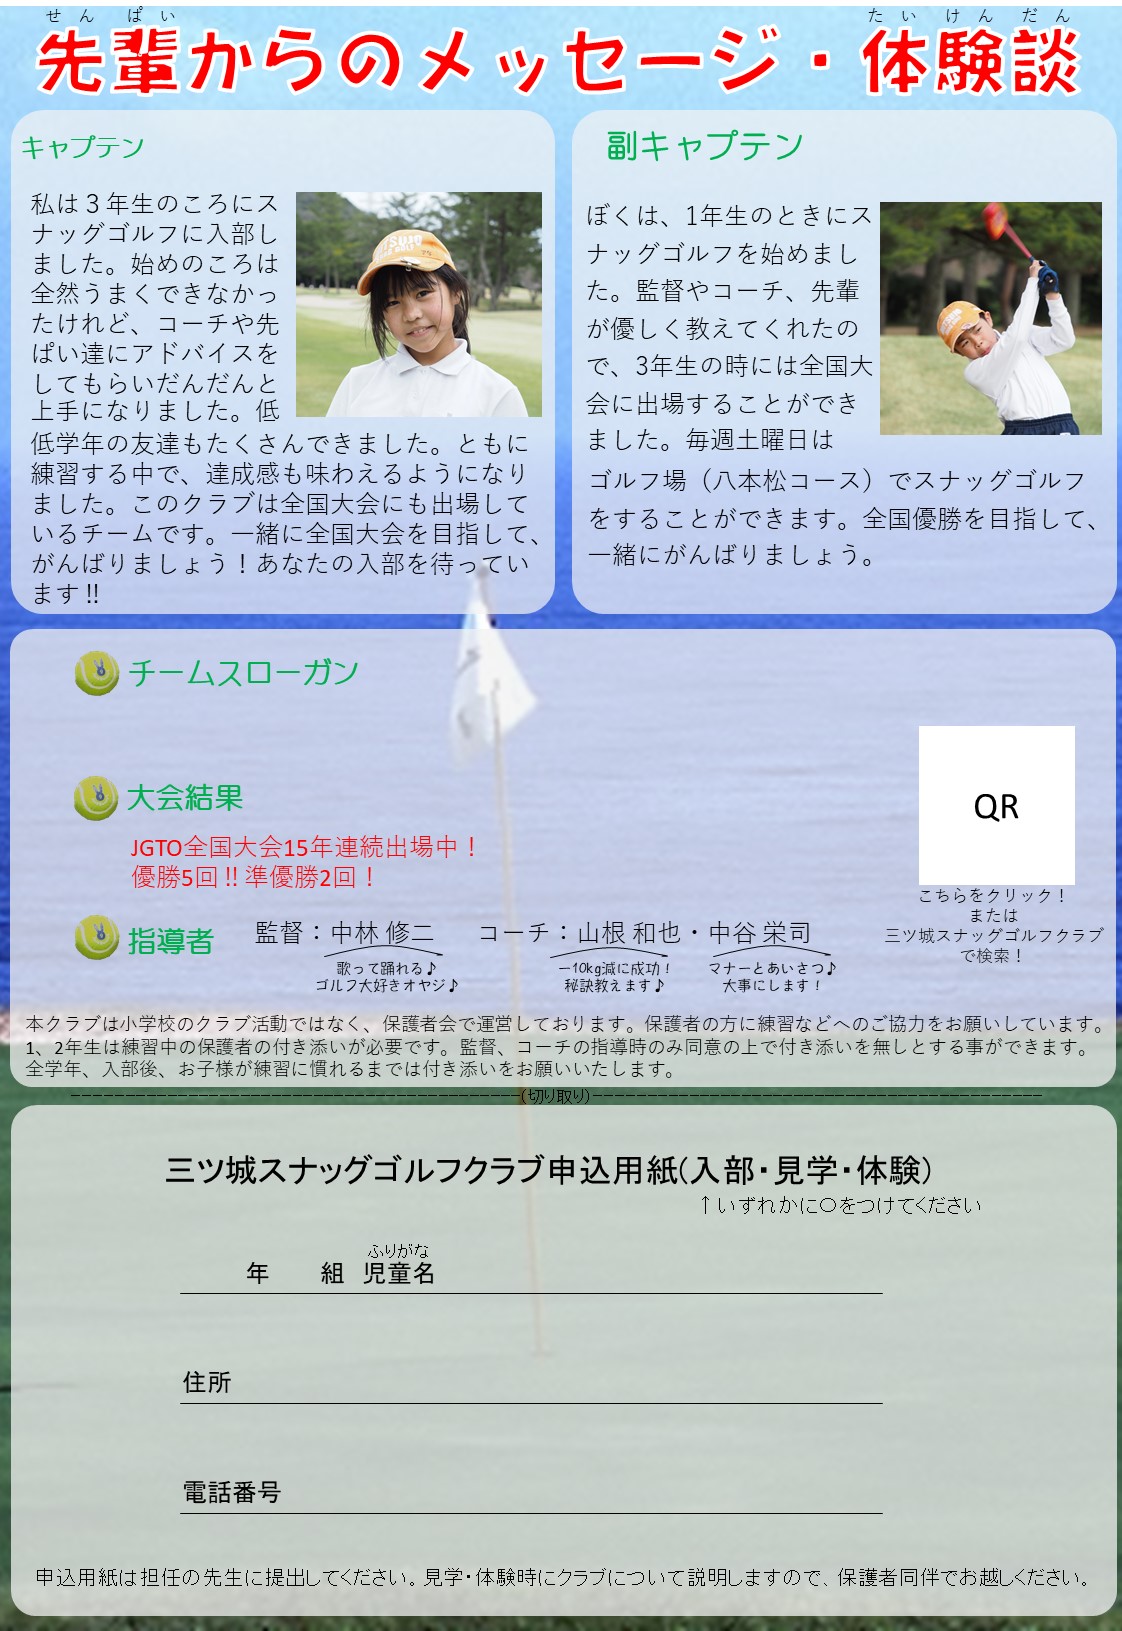 せんぱい たいけんだん
先輩からのメッセージ・体験談
キャプテン
私は３年生のころにス
ナッグゴルフに入部し
ました。始めのころは
全然うまくできなかっ
たけれど、コーチや先
ぱい達にアドバイスを
してもらいだんだんと
上手になりました。低
低学年の友達もたくさんできました。ともに
練習する中で、達成感も味わえるようになり
ました。このクラブは全国大会にも出場して
いるチームです。一緒に全国大会を目指して、
がんばりましょう！あなたの入部を待ってい
ます‼
副キャプテン
ぼくは、1年生のときにス
ナッグゴルフを始めまし
た。監督やコーチ、先輩
が優しく教えてくれたの
で、3年生の時には全国大
会に出場することができ
ました。毎週土曜日は
ゴルフ場（八本松コース）でスナッグゴルフ
をすることができます。全国優勝を目指して、
一緒にがんばりましょう。
チームスローガン
大会結果
JGTO全国大会15年連続出場中！
優勝5回‼準優勝2回！
QR
こちらをクリック！
または
三ツ城スナッグゴルフクラブ
で検索！
指導者 監督：中林 修二 コーチ：山根 和也・中谷 栄司
歌って踊れる♪ －10kg減に成功！ マナーとあいさつ♪
ゴルフ大好きオヤジ♪ 秘訣教えます♪ 大事にします！
本クラブは小学校のクラブ活動ではなく、保護者会で運営しております。保護者の方に練習などへのご協力をお願いしています。
1、2年生は練習中の保護者の付き添いが必要です。監督、コーチの指導時のみ同意の上で付き添いを無しとする事ができます。
全学年、入部後、お子様が練習に慣れるまでは付き添いをお願いいたします。
(切り取り)
三ツ城スナッグゴルフクラブ申込用紙(入部・見学・体験)
↑いずれかに〇をつけてください
ふりがな
年 組 児童名
住所
電話番号
申込用紙は担任の先生に提出してください。見学・体験時にクラブについて説明しますので、保護者同伴でお越しください。